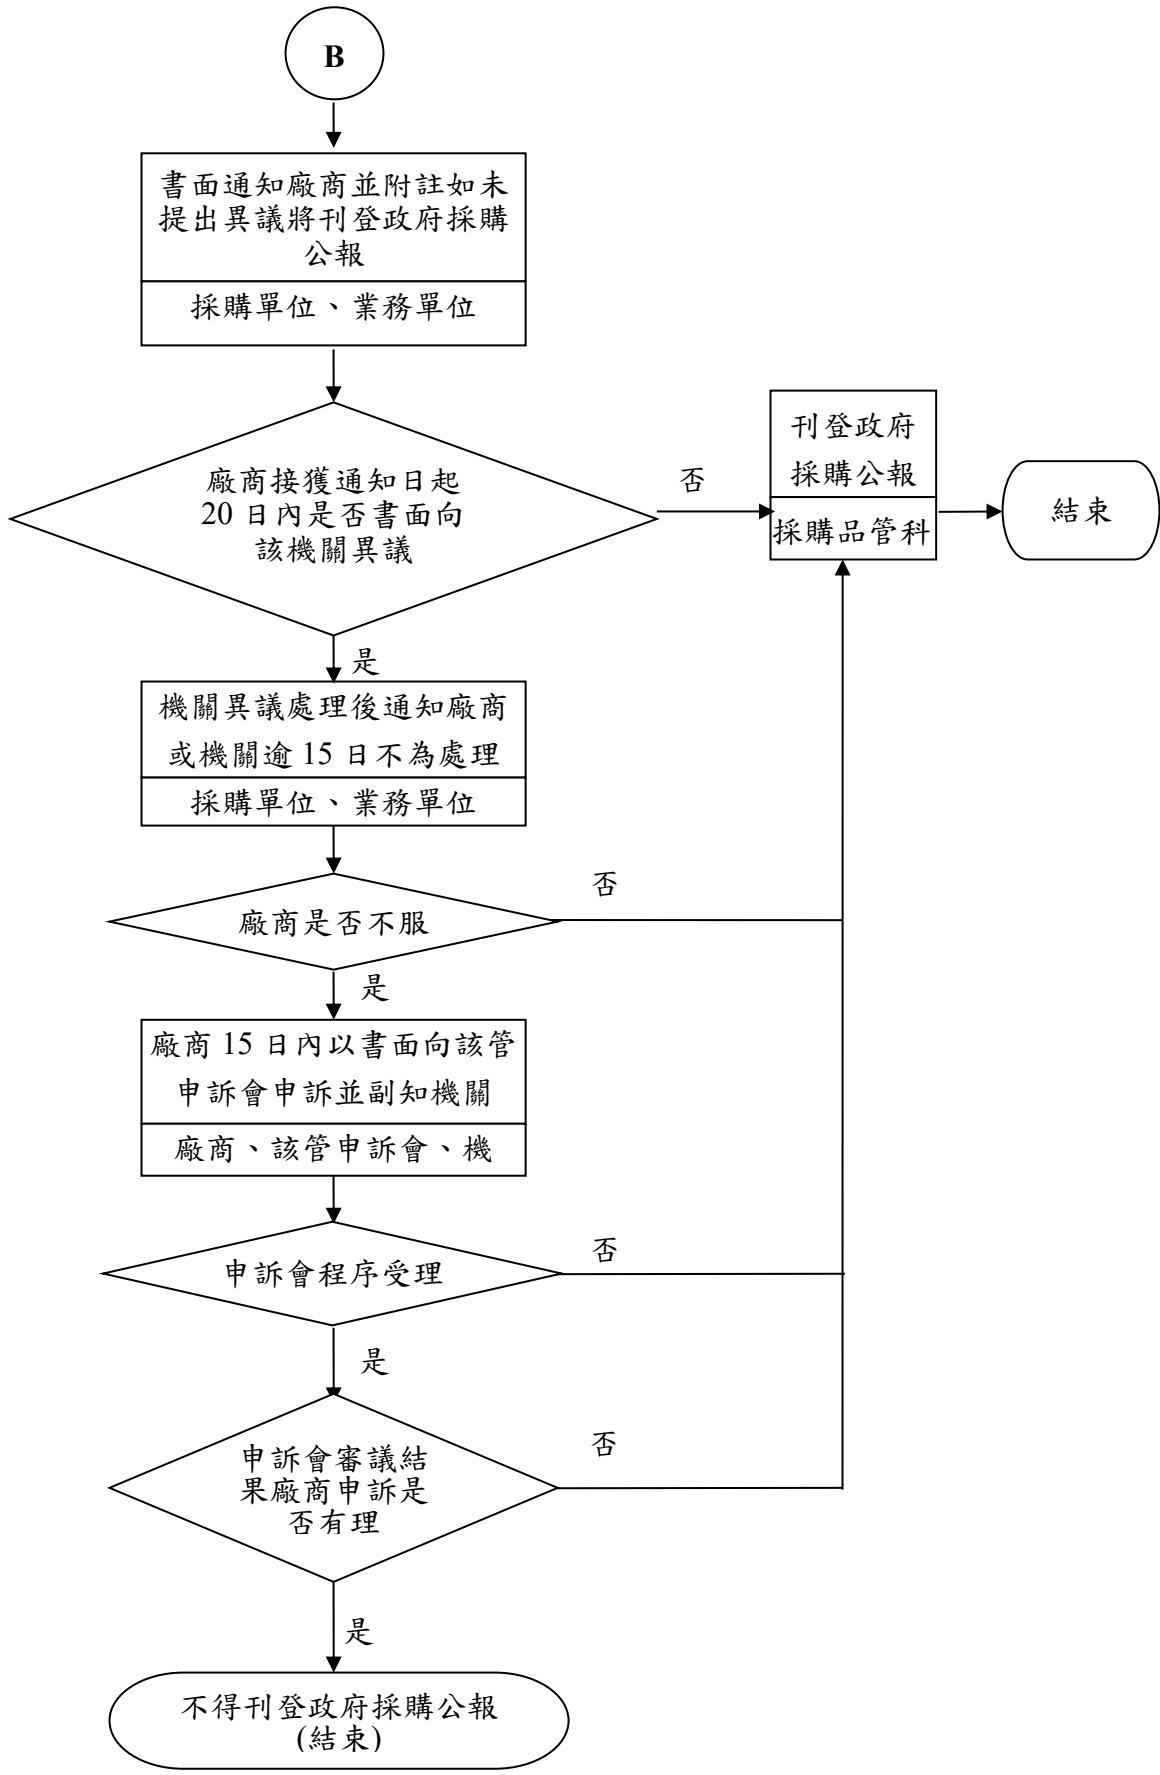 B
書面通知廠商並附註如未
提出異議將刊登政府採購
公報
採購單位、業務單位
廠商接獲通知日起
20 日內是否書面向
該機關異議
否
刊登政府
採購公報
採購品管科
結束
是
機關異議處理後通知廠商
或機關逾 15 日不為處理
採購單位、業務單位
廠商是否不服
否
是
廠商 15 日內以書面向該管
申訴會申訴並副知機關
廠商、該管申訴會、機
申訴會程序受理
否
是
申訴會審議結
果廠商申訴是
否有理
否
是
不得刊登政府採購公報
(結束)